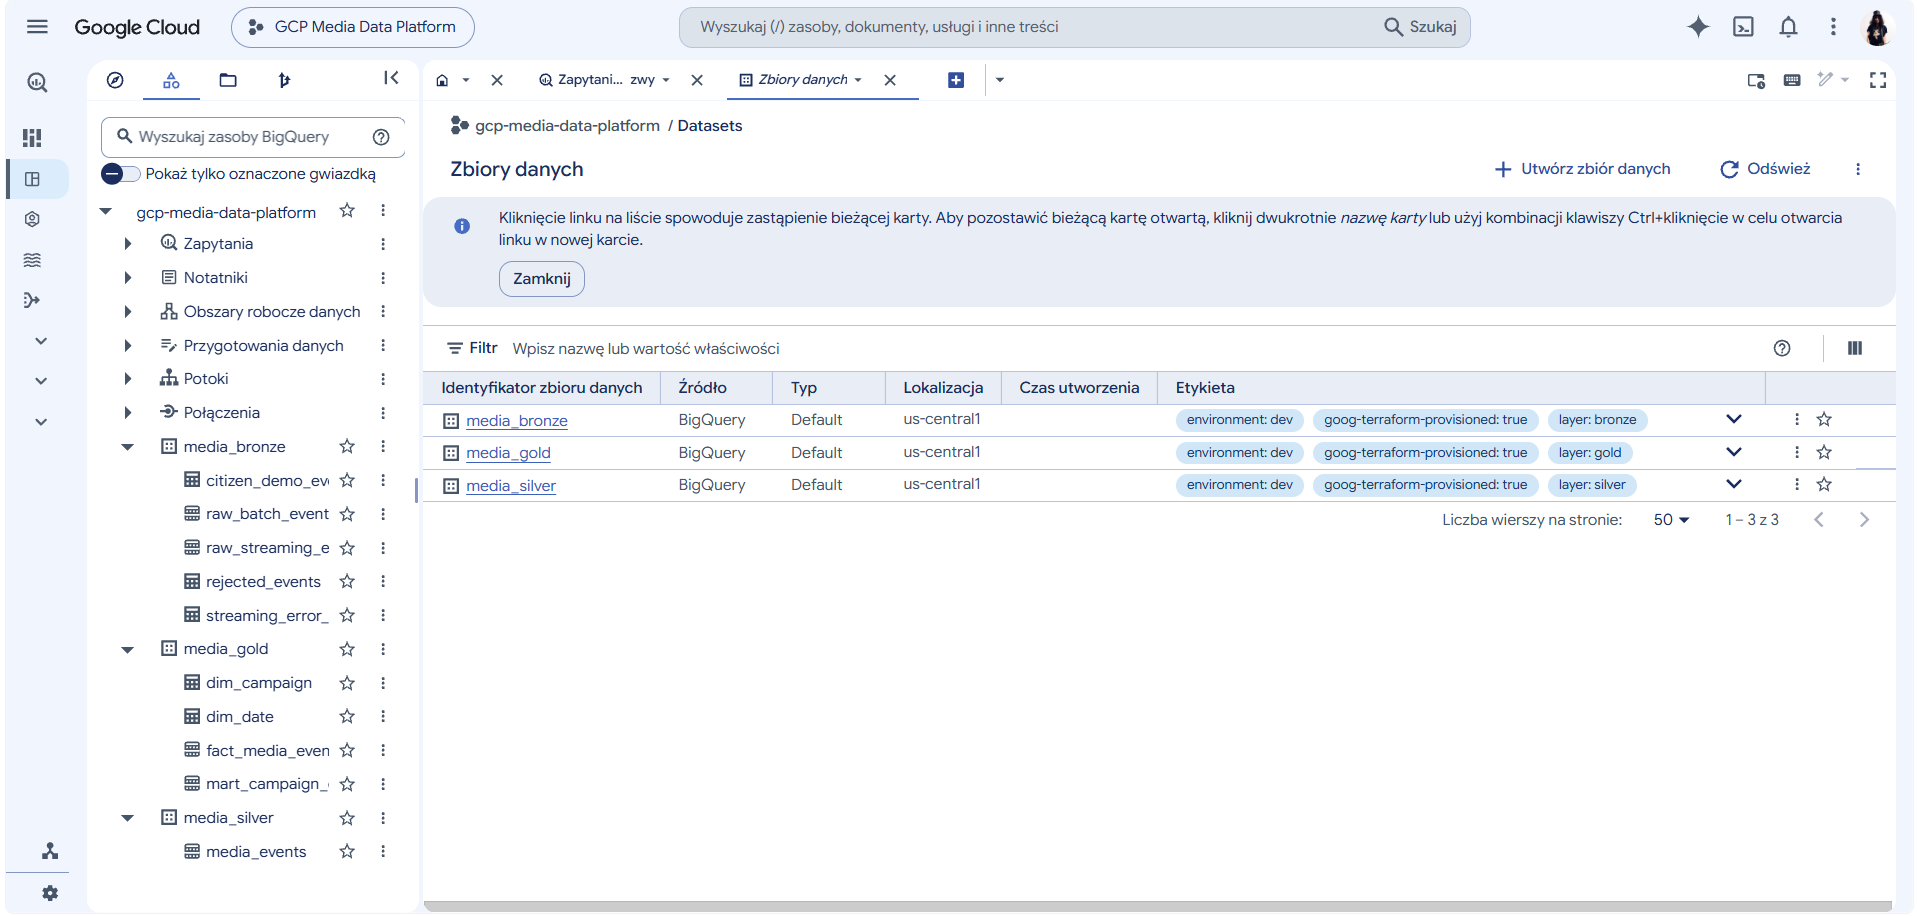 Google Cloud
GCP Media Data Platform
Wyszukaj (/) zasoby, dokumenty, usługi i inne treści
Szukaj
Zapytani... zwy
Zbiory danych
Wyszukaj zasoby BigQuery
Pokaż tylko oznaczone gwiazdką
gcp-media-data-platform
Zapytania
Notatniki
Obszary robocze danych
Przygotowania danych
Potoki
Połączenia
media_bronze
citizen_demo_ev
raw_batch_event
raw_streaming_e
rejected_events
streaming_error_
media_gold
dim_campaign
dim_date
fact_media_even
mart_campaign_
media_silver
media_events
gcp-media-data-platform / Datasets
Zbiory danych
Utwórz zbiór danych
Odśwież
Kliknięcie linku na liście spowoduje zastąpienie bieżącej karty. Aby pozostawić bieżącą kartę otwartą, kliknij dwukrotnie nazwę karty lub użyj kombinacji klawiszy Ctrl+kliknięcie w celu otwarcia
linku w nowej karcie.
Zamknij
Filtr Wpisz nazwę lub wartość właściwości
Identyfikator zbioru danych Źródło Typ Lokalizacja Czas utworzenia Etykieta
media_bronze BigQuery Default us-central1 environment: dev goog-terraform-provisioned: true layer: bronze
media_gold BigQuery Default us-central1 environment: dev goog-terraform-provisioned: true layer: gold
media_silver BigQuery Default us-central1 environment: dev goog-terraform-provisioned: true layer: silver
Liczba wierszy na stronie: 50 1 – 3 z 3